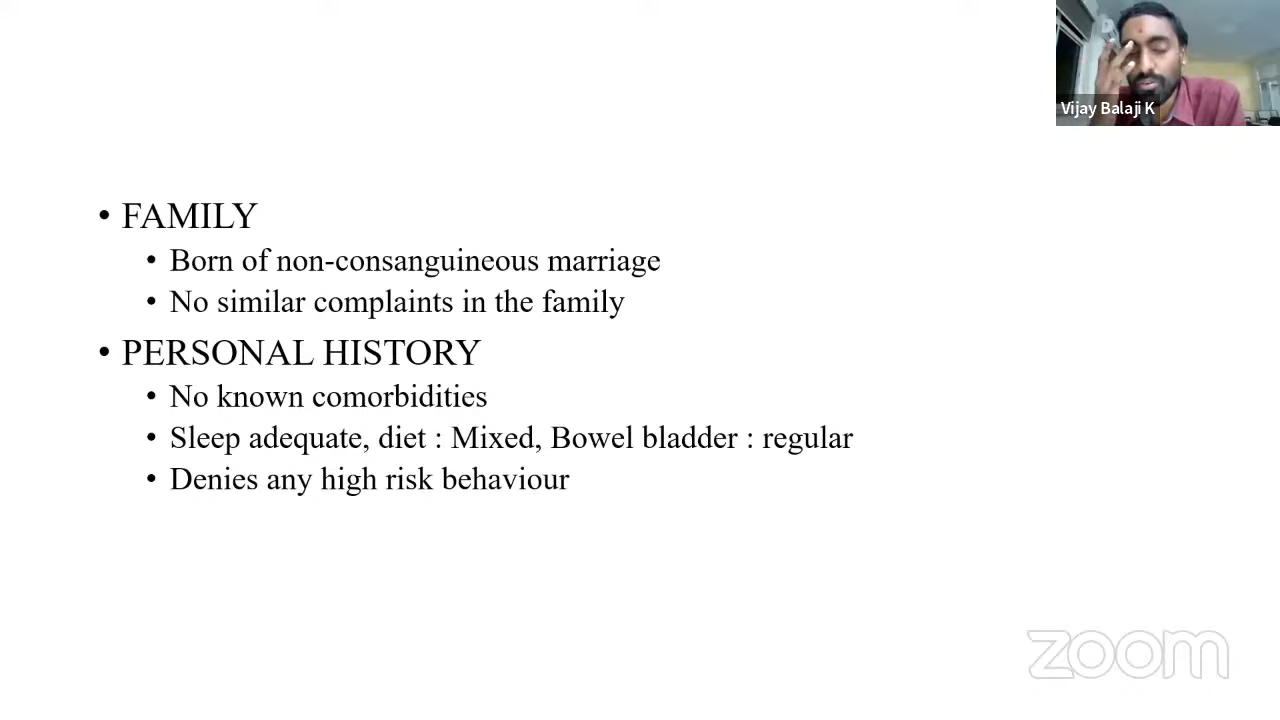 Vijay Balaji K
• FAMILY
• Born of non-consanguineous marriage
• No similar complaints in the family
• PERSONAL HISTORY
• No known comorbidities
• Sleep adequate, diet : Mixed, Bowel bladder : regular
• Denies any high risk behaviour
zoom